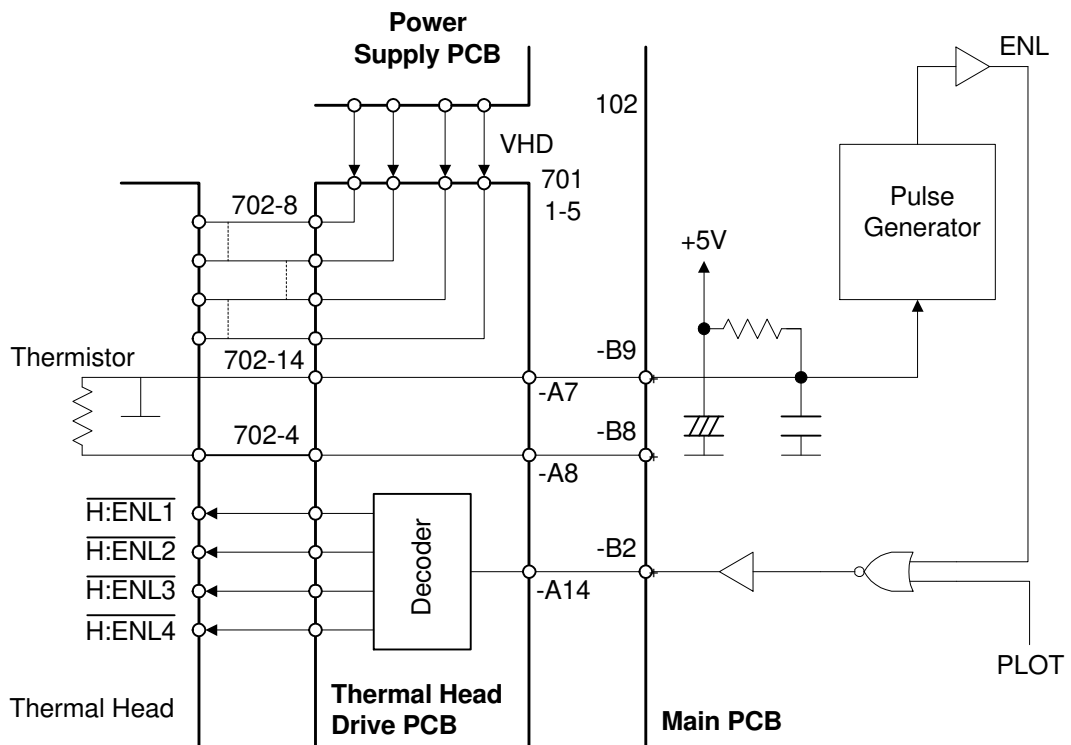 Power
Supply PCB
ENL
102
VHD
701
1-5
702-8
Pulse
Generator
+5V
Thermistor
702-14
-B9
-A7
702-4
-B8
-A8
H:ENL1
H:ENL2
H:ENL3
H:ENL4
Decoder
-B2
-A14
PLOT
Thermal Head
Thermal Head
Drive PCB
Main PCB